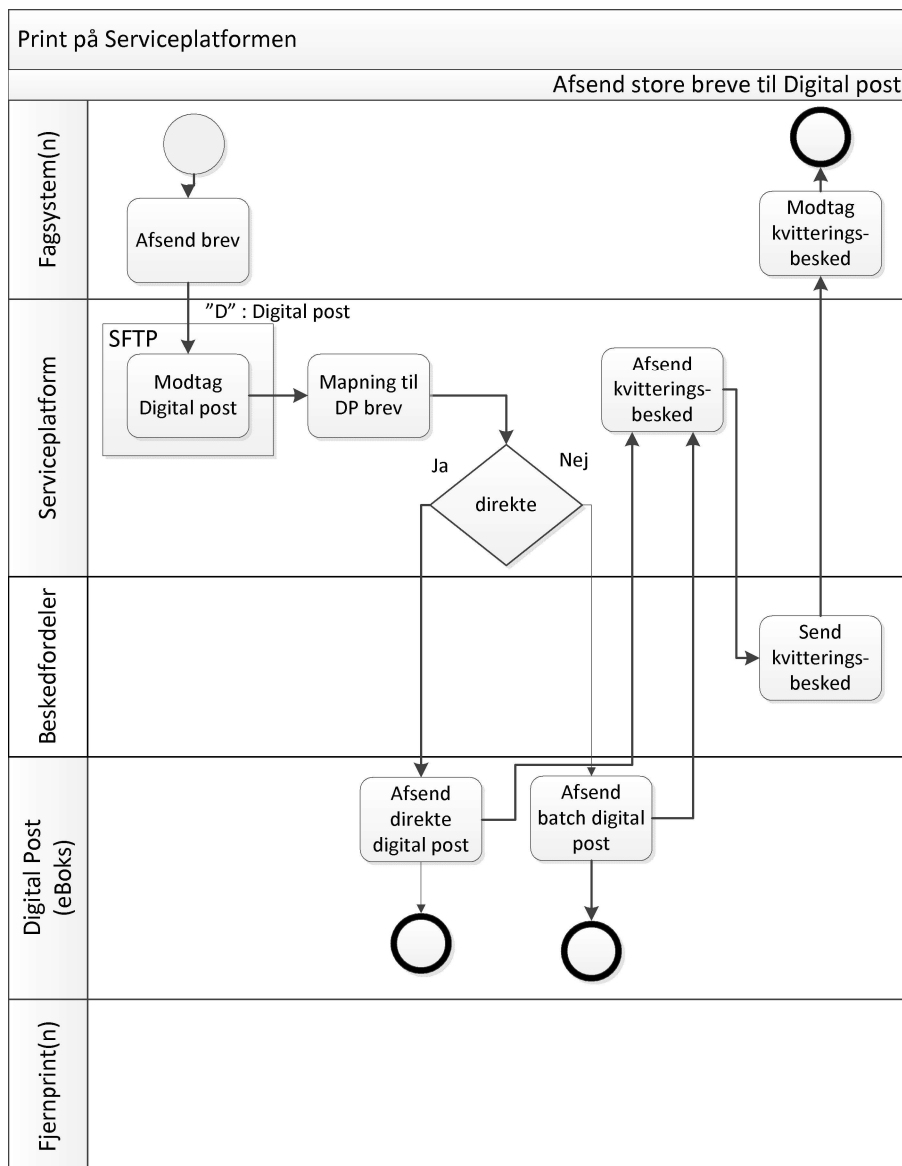 Print på Serviceplatformen
Afsend store breve til Digital post
Fagsystem(n)
Afsend brev
Modtag
kvitterings-
besked
Serviceplatform
"D" : Digital post
SFTP
Modtag
Digital post
Mapning til
DP brev
Afsend
kvitterings-
besked
Ja
Nej
direkte
Beskedfordeler
Send
kvitterings-
besked
Digital Post
(eBoks)
Afsend
direkte
digital post
Afsend
batch digital
post
Fjernprint(n)